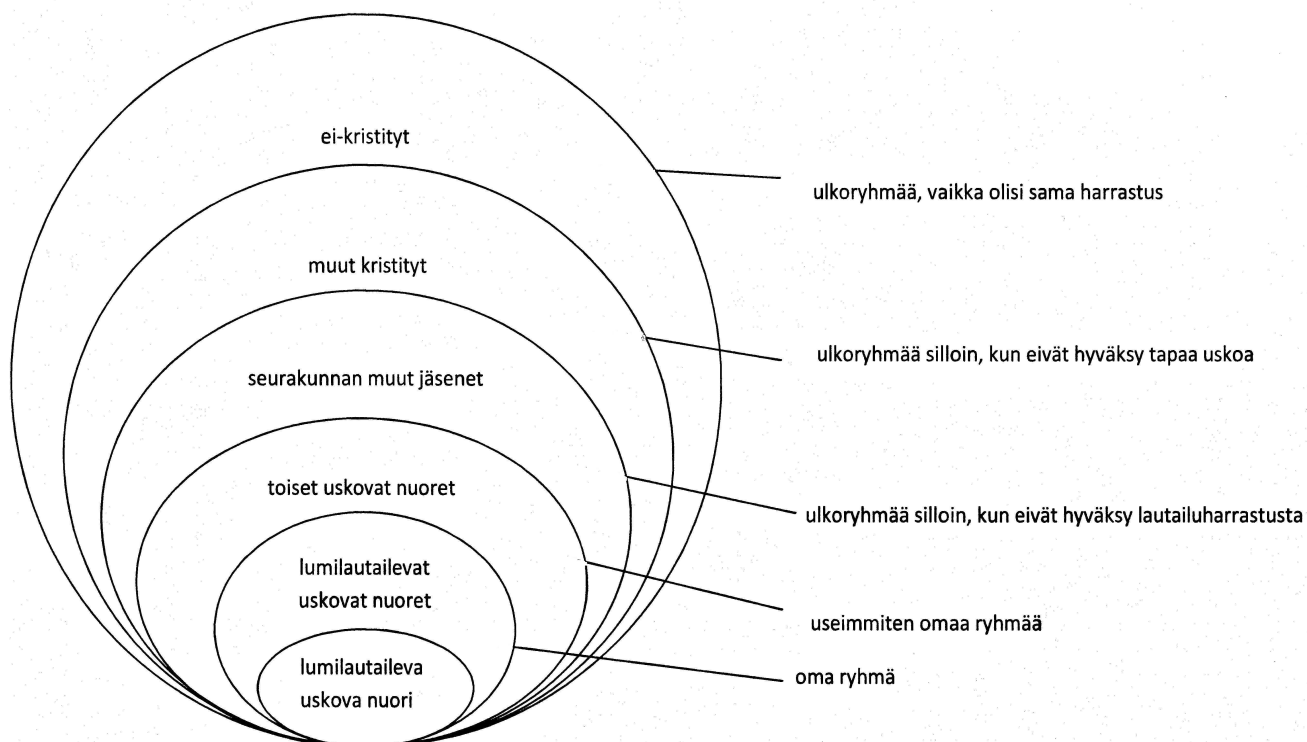 ei-kristityt
ulkoryhmää, vaikka olisi sama harrastus
muut kristityt
ulkoryhmää silloin, kun eivät hyväksy tapaa uskoa
seurakunnan muut jäsenet
toiset uskovat nuoret
ulkoryhmää silloin, kun eivät hyväksy lautailuharrastusta
lumilautailevat
uskovat nuoret
useimmiten omaa ryhmää
lumilautaileva
uskova nuori
oma ryhmä